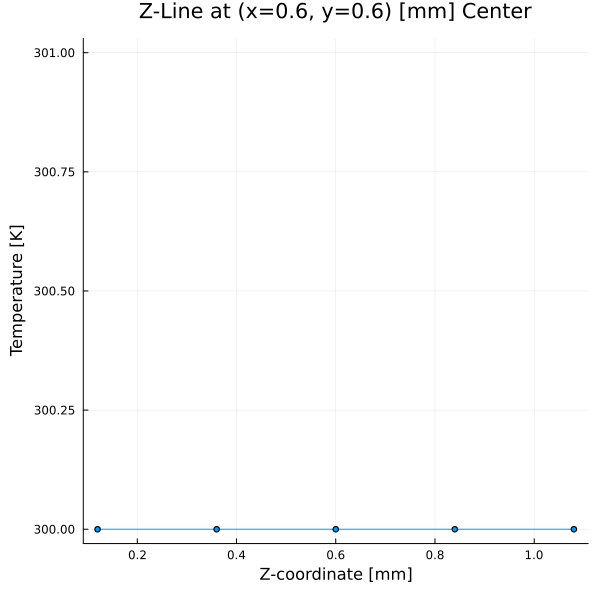 Z-Line at (x=0.6, y=0.6) [mm] Center
301.00
300.75
300.50
300.25
300.00
Temperature [K]
0.2 0.4 0.6 0.8 1.0
Z-coordinate [mm]